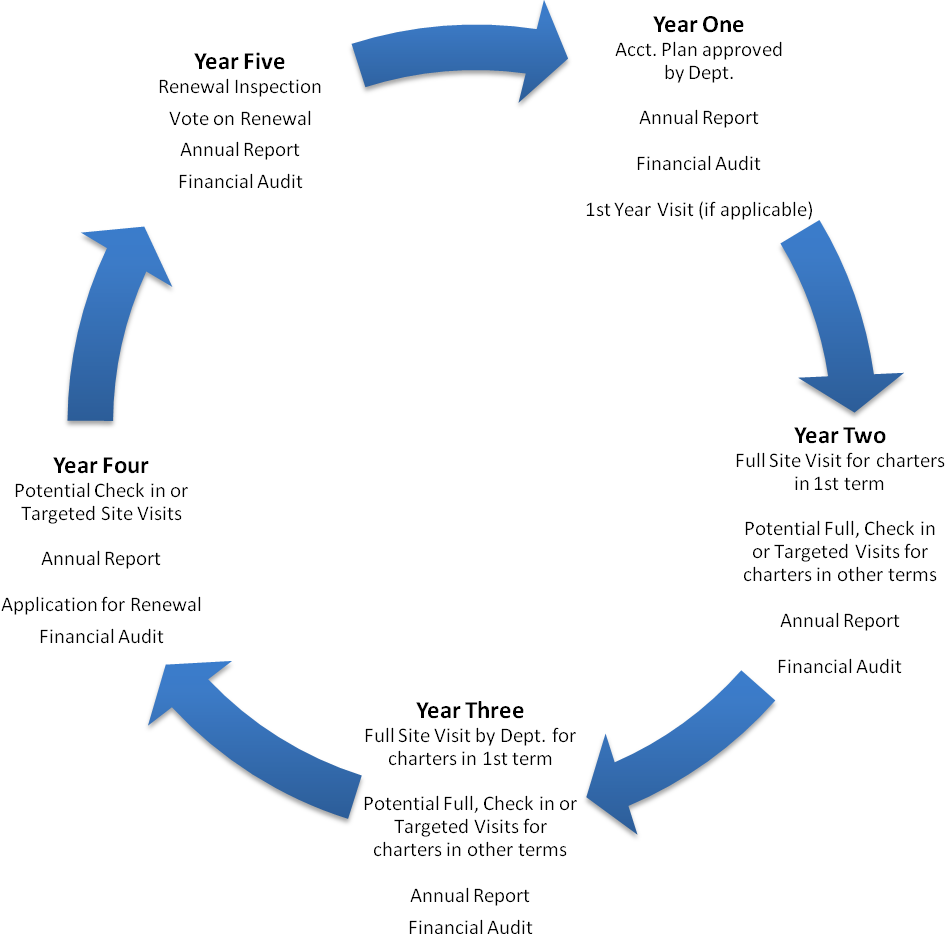 Year One
Acct. Plan approved
by Dept.
Annual Report
Financial Audit
1st Year Visit (if applicable)
Year Two
Full Site Visit for charters
in 1st term
Potential Full, Check in
or Targeted Visits for
charters in other terms
Annual Report
Financial Audit
Year Three
Full Site Visit by Dept. for
charters in 1st term
Potential Full, Check in or
Targeted Visits for
charters in other terms
Annual Report
Financial Audit
Year Four
Potential Check in or
Targeted Site Visits
Annual Report
Application for Renewal
Financial Audit
Year Five
Renewal Inspection
Vote on Renewal
Annual Report
Financial Audit